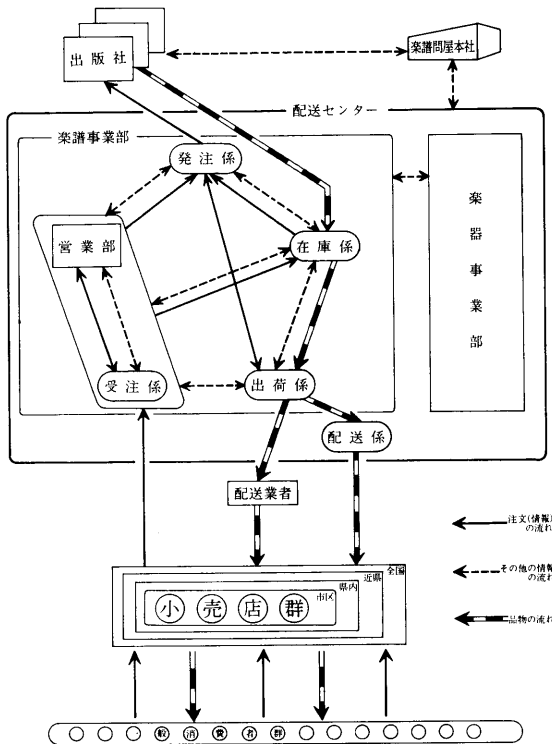 出版社
楽譜問屋本社
配送センター
楽譜事業部
発注係
楽器事業部
営業部
在庫係
受注係
出荷係
配送係
配送業者
注文(情報)
の流れ
全国
近県
県内
市区
その他の情報
の流れ
小売店群
品物の流れ
般消費者群